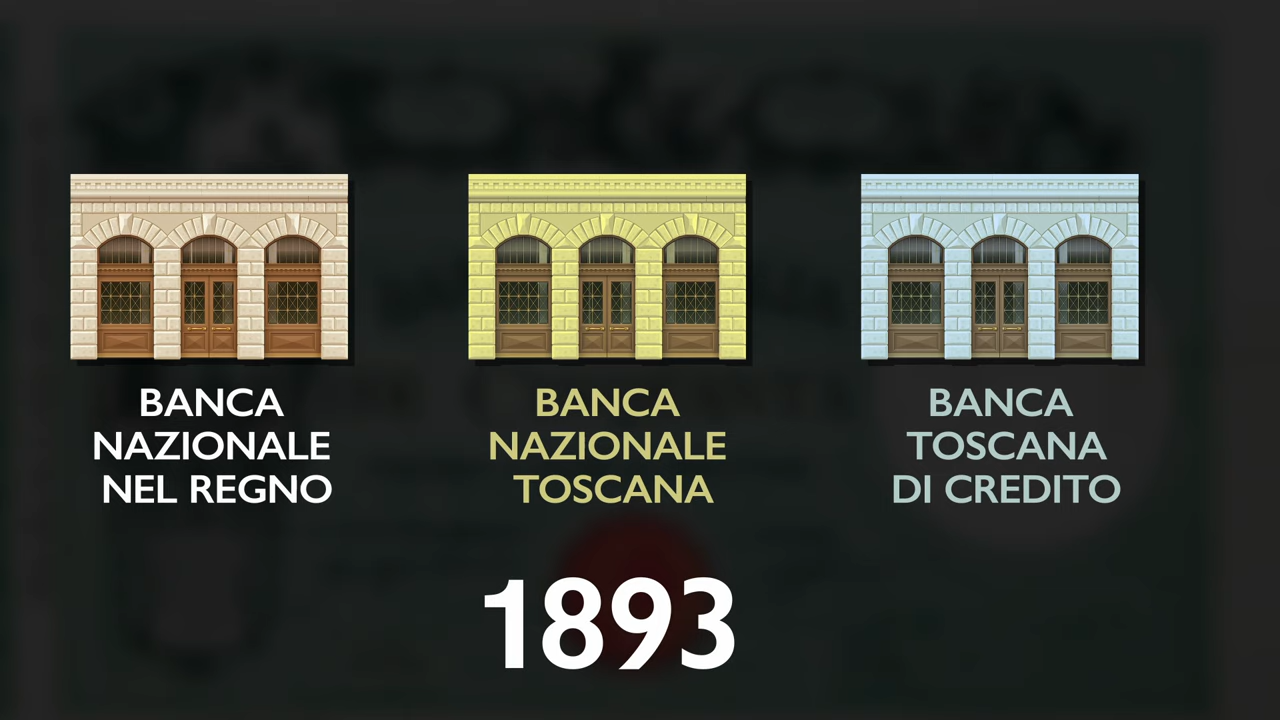 BANCA
NAZIONALE
NEL REGNO
BANCA
NAZIONALE
TOSCANA
BANCA
TOSCANA
DI CREDITO
1893